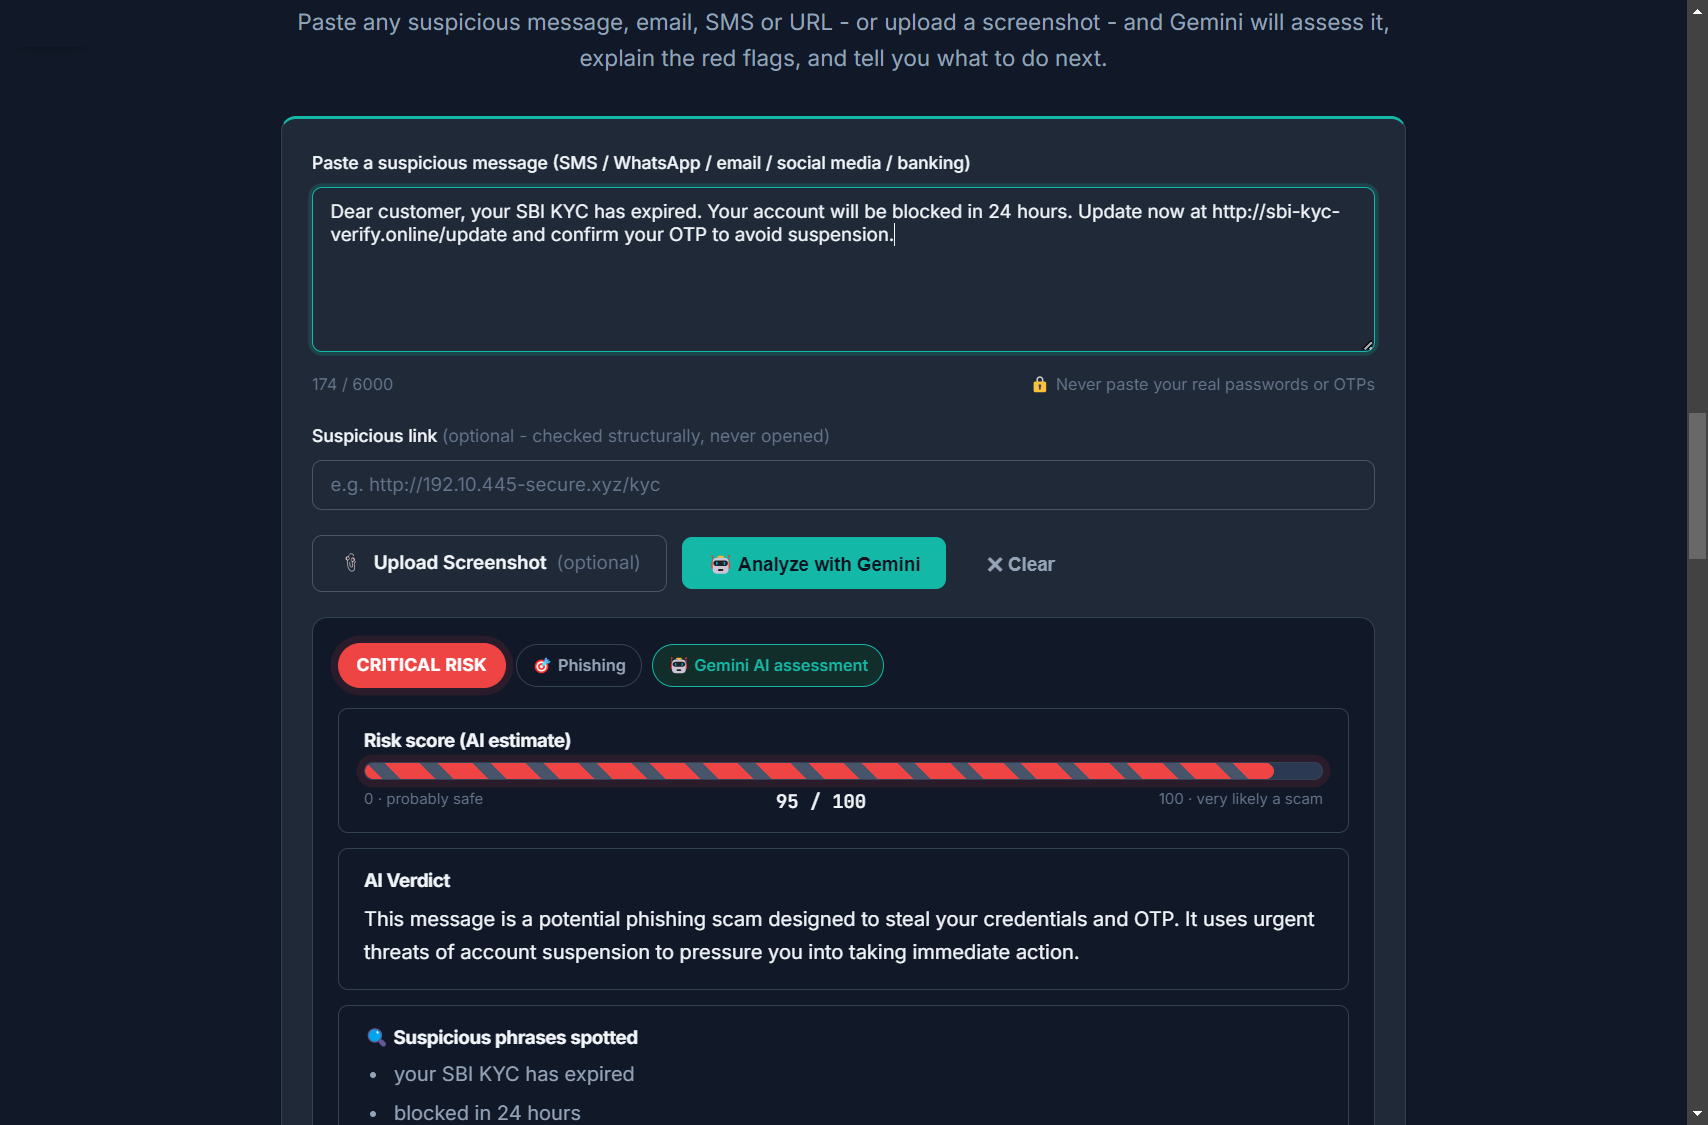 Paste any suspicious message, email, SMS or URL - or upload a screenshot - and Gemini will assess it,
explain the red flags, and tell you what to do next.
Paste a suspicious message (SMS / WhatsApp / email / social media / banking)
Dear customer, your SBI KYC has expired. Your account will be blocked in 24 hours. Update now at http://sbi-kyc-
verify.online/update and confirm your OTP to avoid suspension.
174 / 6000
Never paste your real passwords or OTPs
Suspicious link (optional - checked structurally, never opened)
e.g. http://192.10.445-secure.xyz/kyc
Upload Screenshot (optional)
Analyze with Gemini
Clear
CRITICAL RISK
Phishing
Gemini AI assessment
Risk score (AI estimate)
0 · probably safe
95 / 100
100 · very likely a scam
AI Verdict
This message is a potential phishing scam designed to steal your credentials and OTP. It uses urgent
threats of account suspension to pressure you into taking immediate action.
Suspicious phrases spotted
• your SBI KYC has expired
• blocked in 24 hours